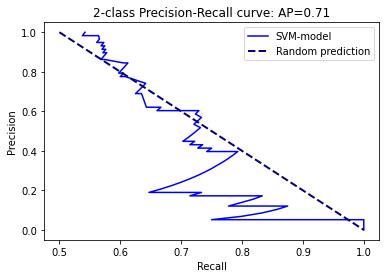 2-class Precision-Recall curve: AP=0.71
SVM-model
Random prediction
Precision
1.0
0.8
0.6
0.4
0.2
0.0
0.5
0.6
0.7
0.8
0.9
1.0
Recall